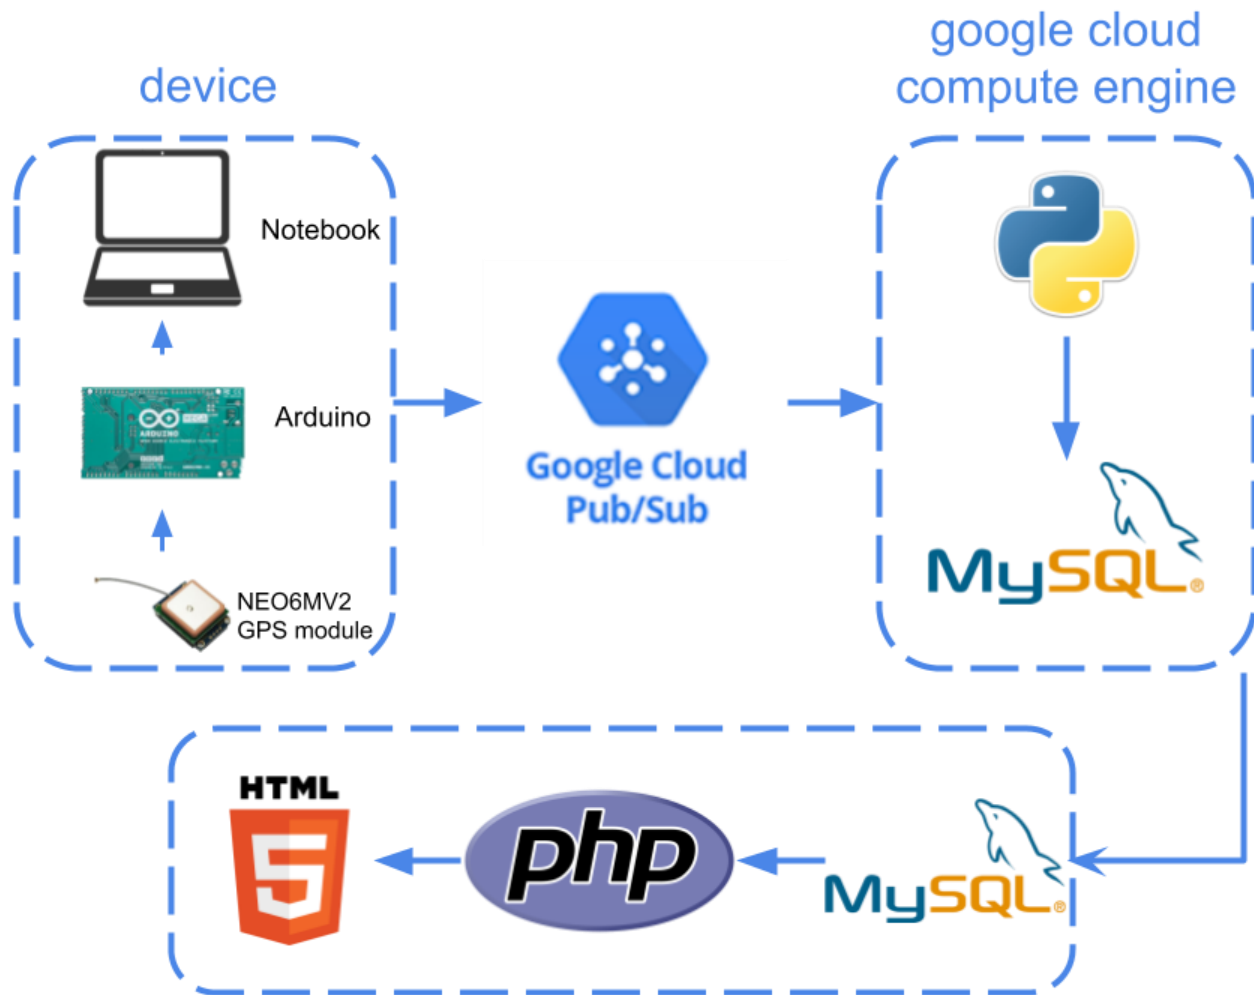 google cloud
compute engine
device
Notebook
Arduino
ARDUINO
NEO6MV2
GPS module
Google Cloud
Pub/Sub
MySQL®
HTML
5
php
MySQL®